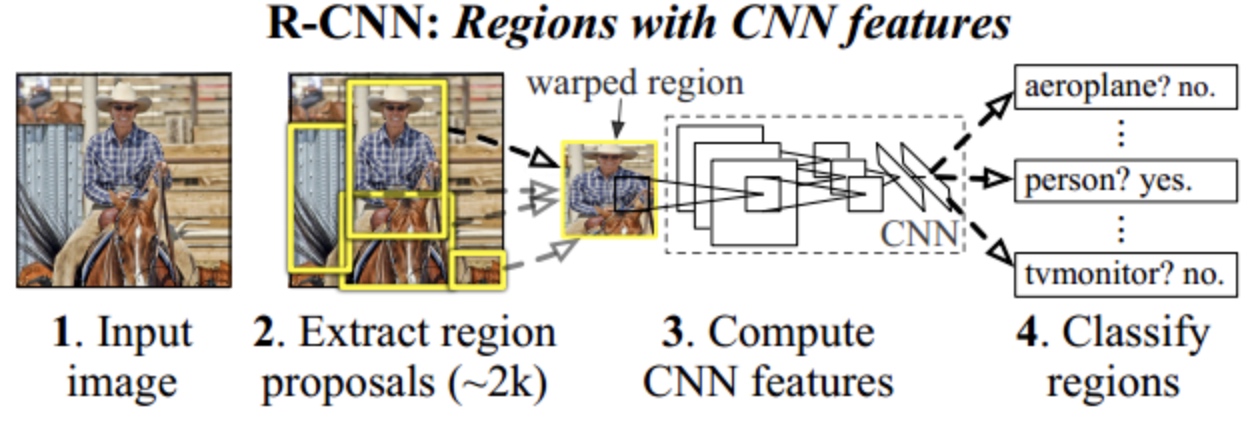 R-CNN: Regions with CNN features
warped region
aeroplane? no.
person? yes.
CNN
tvmonitor? no.
1. Input
image
2. Extract region
proposals (~2k)
3. Compute
CNN features
4. Classify
regions